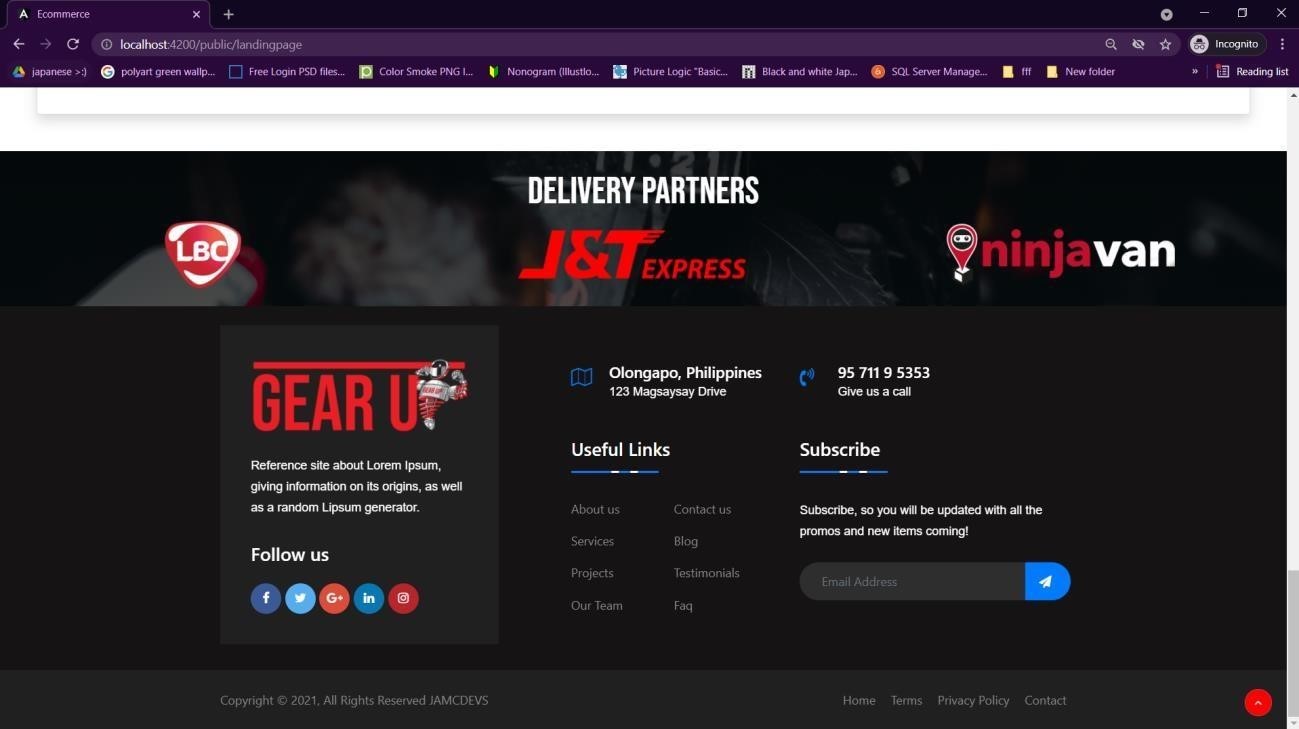 Ecommerce
localhost:4200/public/landingpage
Incognito
japanese >:)
polyart green wallp...
Free Login PSD files...
Color Smoke PNG I...
Nonogram (Illustlo...
Picture Logic "Basic...
Black and white Jap...
SQL Server Manage...
fff
New folder
»
Reading list
11:2
DELIVERY PARTNERS
LBC
J&T EXPRESS
ninjavan
GEAR UP
GEAR UP
Reference site about Lorem Ipsum,
giving information on its origins, as well
as a random Lipsum generator.
Follow us
Olongapo, Philippines
123 Magsaysay Drive
95 711 9 5353
Give us a call
Useful Links
About us
Contact us
Services
Blog
Projects
Testimonials
Our Team
Faq
Subscribe
Subscribe, so you will be updated with all the
promos and new items coming!
Email Address
Copyright © 2021, All Rights Reserved JAMCDEVS
Home
Terms
Privacy Policy
Contact